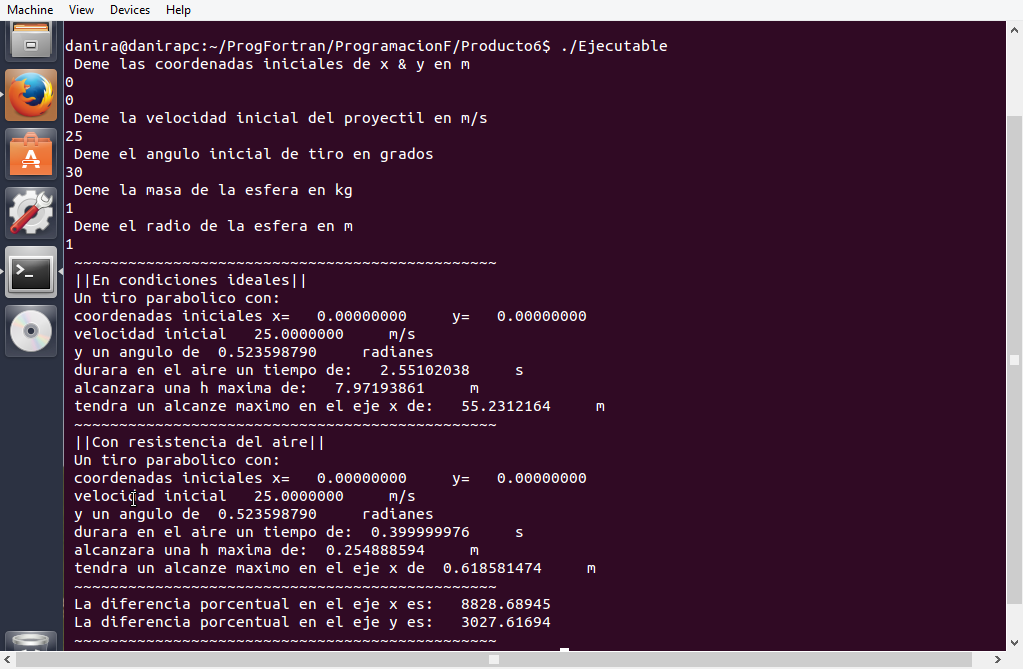 Machine View Devices Help
danira@danirapc:~/ProgFortran/ProgramacionF/Producto6$ ./Ejecutable
Deme las coordenadas iniciales de x & y en m
0
0
Deme la velocidad inicial del proyectil en m/s
25
Deme el angulo inicial de tiro en grados
30
Deme la masa de la esfera en kg
1
Deme el radio de la esfera en m
1
~~~~~~~~~~~~~~~~~~~~~~~~~~~~~~~~~~~~~~~~~~~~~~~
||En condiciones ideales||
Un tiro parabolico con:
coordenadas iniciales x=   0.00000000     y=   0.00000000
velocidad inicial   25.0000000     m/s
y un angulo de  0.523598790     radianes
durara en el aire un tiempo de:   2.55102038     s
alcanzara una h maxima de:   7.97193861     m
tendra un alcanze maximo en el eje x de:   55.2312164     m
~~~~~~~~~~~~~~~~~~~~~~~~~~~~~~~~~~~~~~~~~~~~~~~
||Con resistencia del aire||
Un tiro parabolico con:
coordenadas iniciales x=   0.00000000     y=   0.00000000
velocidad inicial   25.0000000     m/s
y un angulo de  0.523598790     radianes
durara en el aire un tiempo de:  0.399999976     s
alcanzara una h maxima de:  0.254888594     m
tendra un alcanze maximo en el eje x de  0.618581474     m
~~~~~~~~~~~~~~~~~~~~~~~~~~~~~~~~~~~~~~~~~~~~~~~
La diferencia porcentual en el eje x es:   8828.68945
La diferencia porcentual en el eje y es:   3027.61694
~~~~~~~~~~~~~~~~~~~~~~~~~~~~~~~~~~~~~~~~~~~~~~~